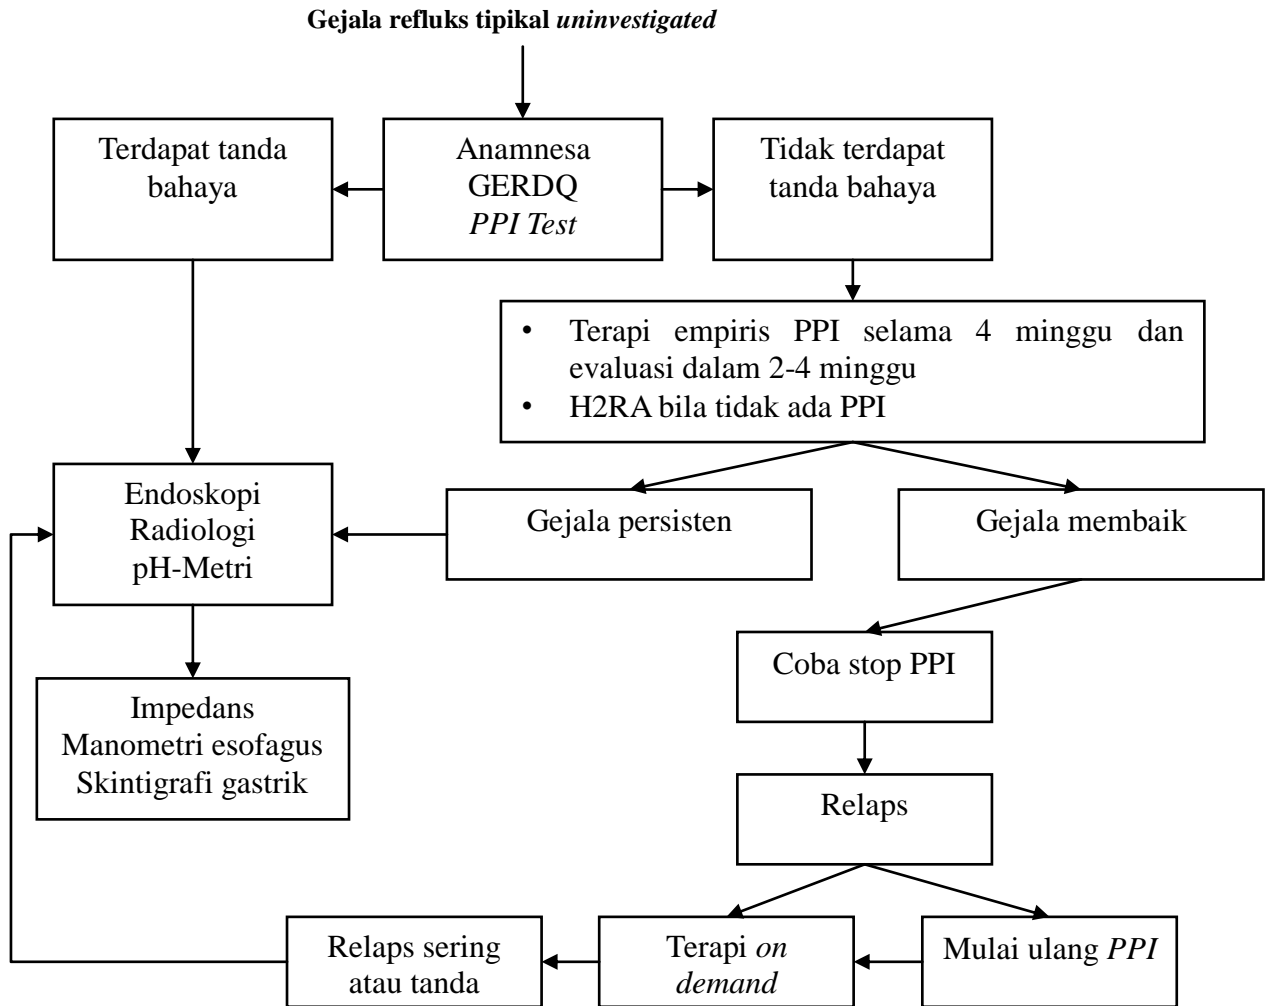 Gejala refluks tipikal uninvestigated
Terdapat tanda
bahaya
Anamnesa
GERDQ
PPI Test
Tidak terdapat
tanda bahaya
• Terapi empiris PPI selama 4 minggu dan
evaluasi dalam 2-4 minggu
• H2RA bila tidak ada PPI
Endoskopi
Radiologi
pH-Metri
Gejala persisten
Gejala membaik
Impedans
Manometri esofagus
Skintigrafi gastrik
Coba stop PPI
Relaps
Relaps sering
atau tanda
Terapi on
demand
Mulai ulang PPI